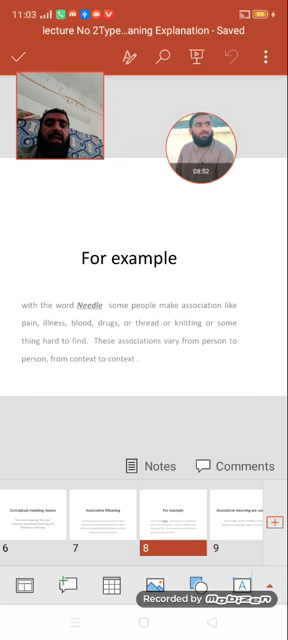 11:03
lecture No 2Type...aning Explanation - Saved
08:52
For example
with the word Needle some people make association like
pain, illness, blood, drugs, or thread or knitting or some
thing hard to find. These associations vary from person to
person, from context to context .
Notes
Comments
Conceptual meaning means
Associative Meaning
For example
Associative meaning are use
6
7
8
9
Recorded by mobizen